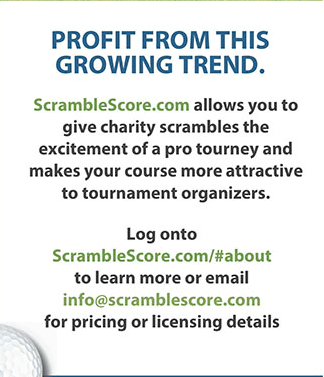 PROFIT FROM THIS
GROWING TREND.
ScrambleScore.com allows you to
give charity scrambles the
excitement of a pro tourney and
makes your course more attractive
to tournament organizers.
Log onto
ScrambleScore.com/#about
to learn more or email
info@scramblescore.com
for pricing or licensing details